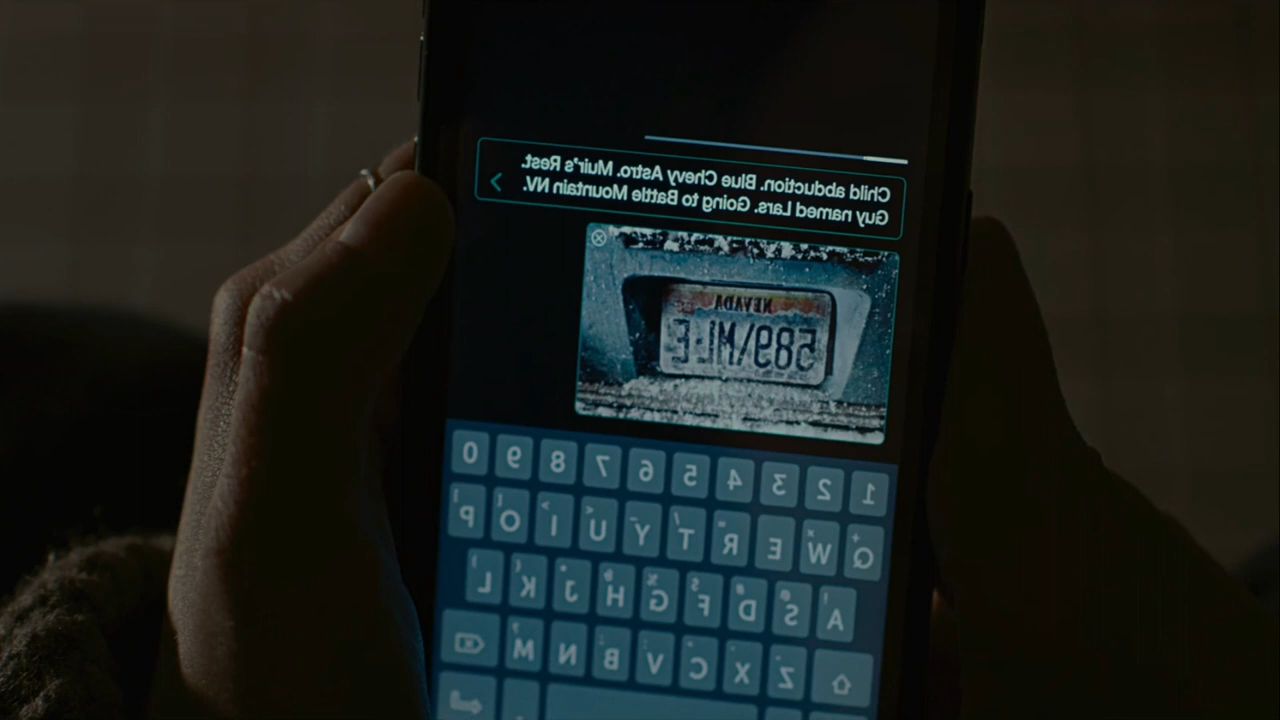 Child abduction. Blue Chevy Astro. Muir's Rest.
Guy named Lars. Going to Battle Mountain NV.
NEVADA
589 MLE
1 2 3 4 5 6 7 8 9 0
Q W E R T Y U I O P
A S D F G H J K L
Z X C V B N M